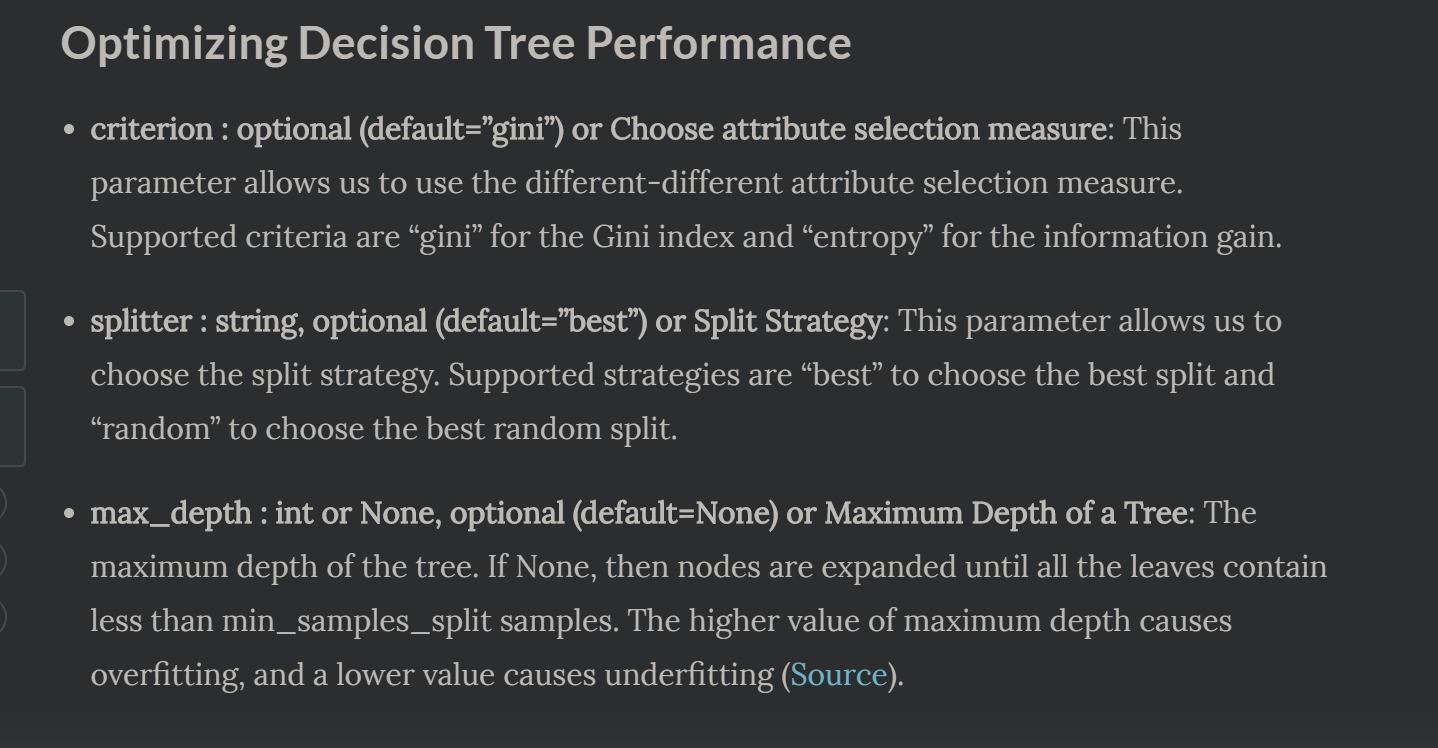 Optimizing Decision Tree Performance
• criterion : optional (default=”gini”) or Choose attribute selection measure: This
parameter allows us to use the different-different attribute selection measure.
Supported criteria are “gini” for the Gini index and “entropy” for the information gain.
• splitter : string, optional (default=”best”) or Split Strategy: This parameter allows us to
choose the split strategy. Supported strategies are “best” to choose the best split and
“random” to choose the best random split.
• max_depth : int or None, optional (default=None) or Maximum Depth of a Tree: The
maximum depth of the tree. If None, then nodes are expanded until all the leaves contain
less than min_samples_split samples. The higher value of maximum depth causes
overfitting, and a lower value causes underfitting (Source).